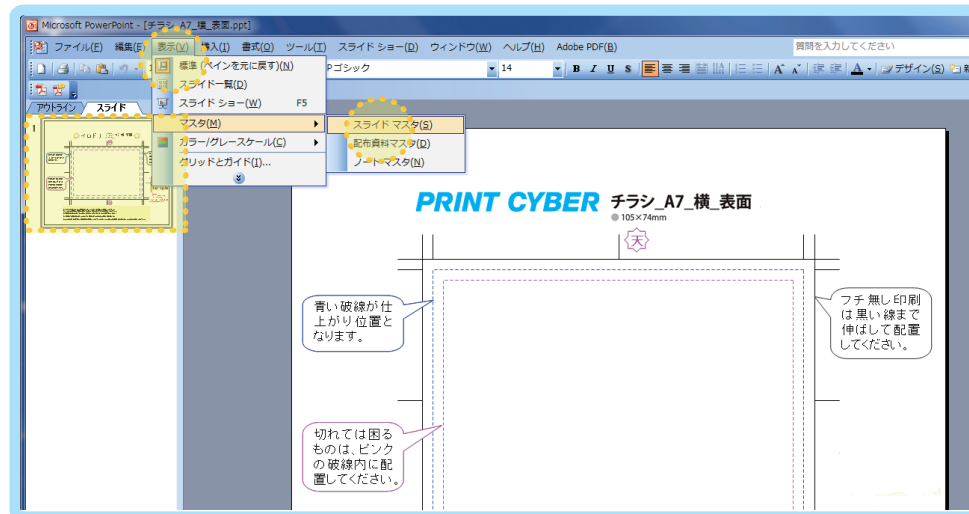 Microsoft PowerPoint - [チラシ_A7_横_表面.ppt]
ファイル(F) 編集(E) 表示(V) 挿入(I) 書式(O) ツール(T) スライド ショー(D) ウィンドウ(W) ヘルプ(H) Adobe PDF(B) 質問を入力してください
Pゴシック 14 B I U S デザイン(S) 新
標準 (ペインを元に戻す)(N)
スライド一覧(D)
スライド ショー(W) F5
マスタ(M)
カラー/グレースケール(C)
グリッドとガイド(I)...
スライド マスタ(S)
配布資料マスタ(D)
ノート マスタ(N)
アウトライン スライド
1
PRINT CYBER チラシ_A7_横_表面
105×74mm
天
青い破線が仕
上がり位置と
なります。
フチ無し印刷
は黒い線まで
伸ばして配置
してください。
切れては困る
ものは、ピンク
の破線内に配
置してください。